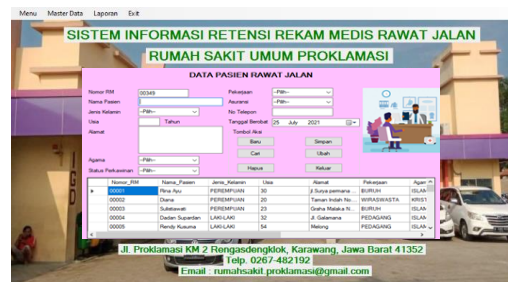 Menu Master Data Laporan Exit
SISTEM INFORMASI RETENSI REKAM MEDIS RAWAT JALAN
RUMAH SAKIT UMUM PROKLAMASI
DATA PASIEN RAWAT JALAN
Nomor RM 00349 Pekerjaan --Pilih--
Nama Pasien Asuransi --Pilih--
Jenis Kelamin --Pilih-- No Telepon
Usia Tahun Tanggal Berobat 25 July 2021
Alamat Tombol Aksi
Baru Simpan
Cari Ubah
Agama --Pilih-- Hapus Keluar
Status Perkawinan --Pilih--
Nomor_RM Nama_Pasien Jenis_Kelamin Usia Alamat Pekerjaan Agam
00001 Rina Ayu PEREMPUAN 30 jl.Surya permana ... BURUH ISLAM
00002 Diana PEREMPUAN 20 Taman Indah No... WIRASWASTA KRIST
00003 Sulistiawati PEREMPUAN 23 Graha Malaka N... BURUH ISLAM
00004 Dadan Supardan LAKI-LAKI 32 Jl. Galamana PEDAGANG ISLAM
00005 Rendy Kusuma LAKI-LAKI 54 Melong PEDAGANG ISLAM
Jl. Proklamasi KM 2 Rengasdengklok, Karawang, Jawa Barat 41352
Telp. 0267-482192
Email : rumahsakit.proklamasi@gmail.com